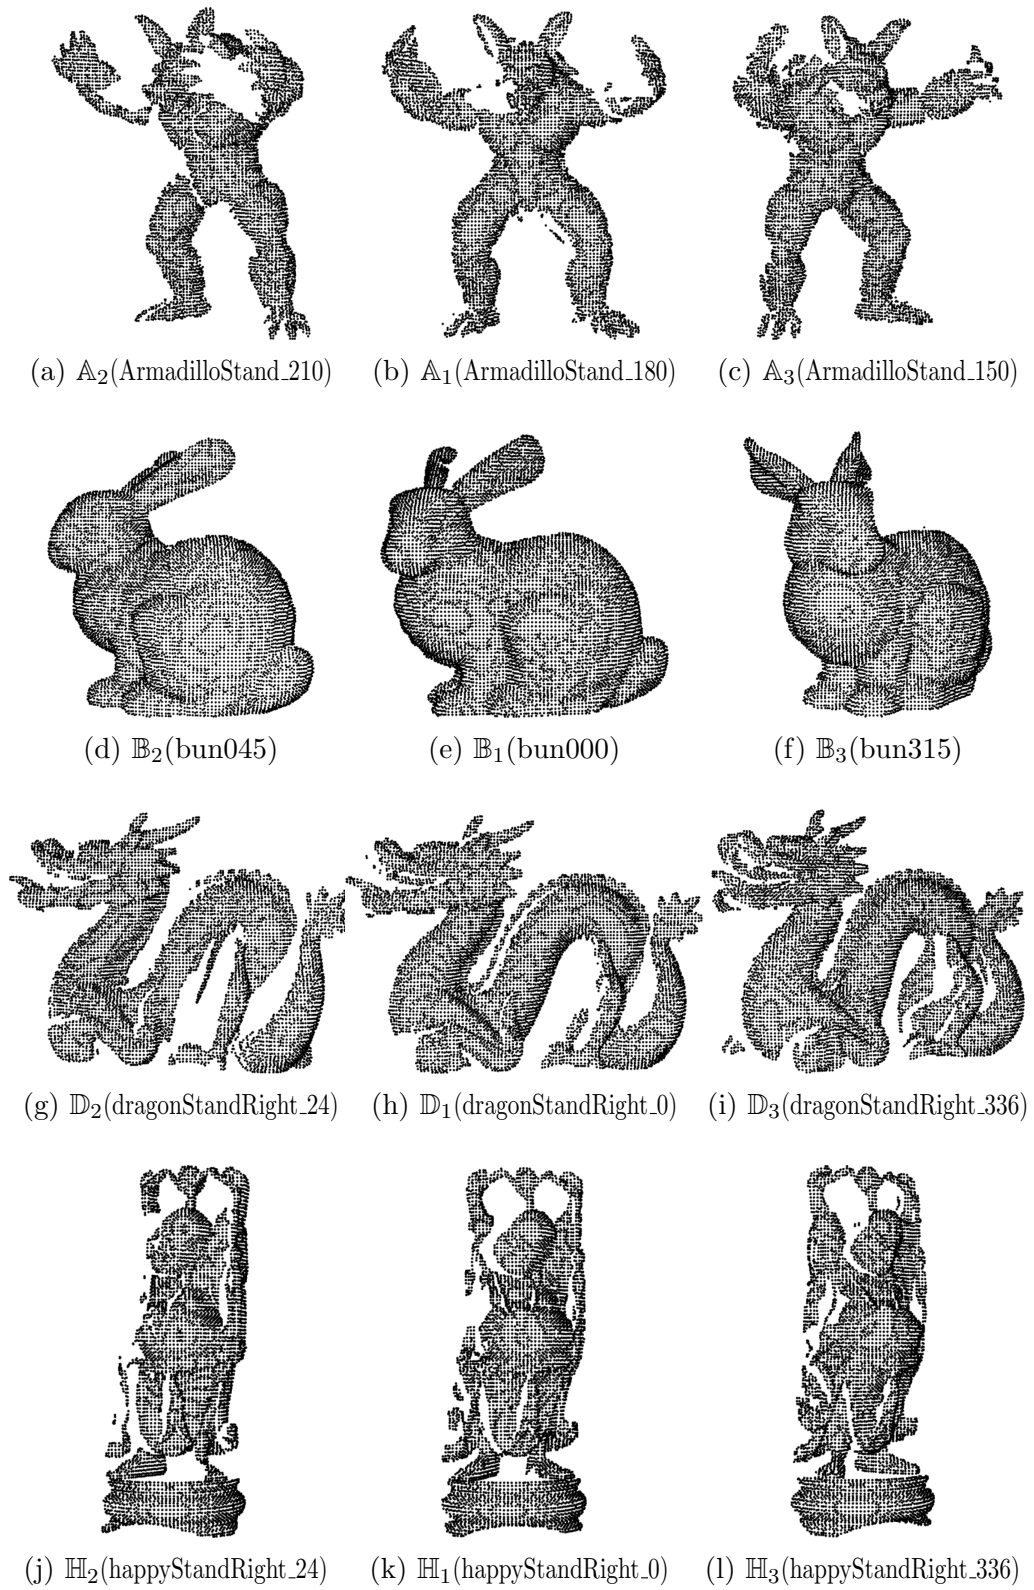 (a) 𝔸₂(ArmadilloStand_210) (b) 𝔸₁(ArmadilloStand_180) (c) 𝔸₃(ArmadilloStand_150)
(d) 𝔹₂(bun045) (e) 𝔹₁(bun000) (f) 𝔹₃(bun315)
(g) 𝔻₂(dragonStandRight_24) (h) 𝔻₁(dragonStandRight_0) (i) 𝔻₃(dragonStandRight_336)
(j) ℍ₂(happyStandRight_24) (k) ℍ₁(happyStandRight_0) (l) ℍ₃(happyStandRight_336)